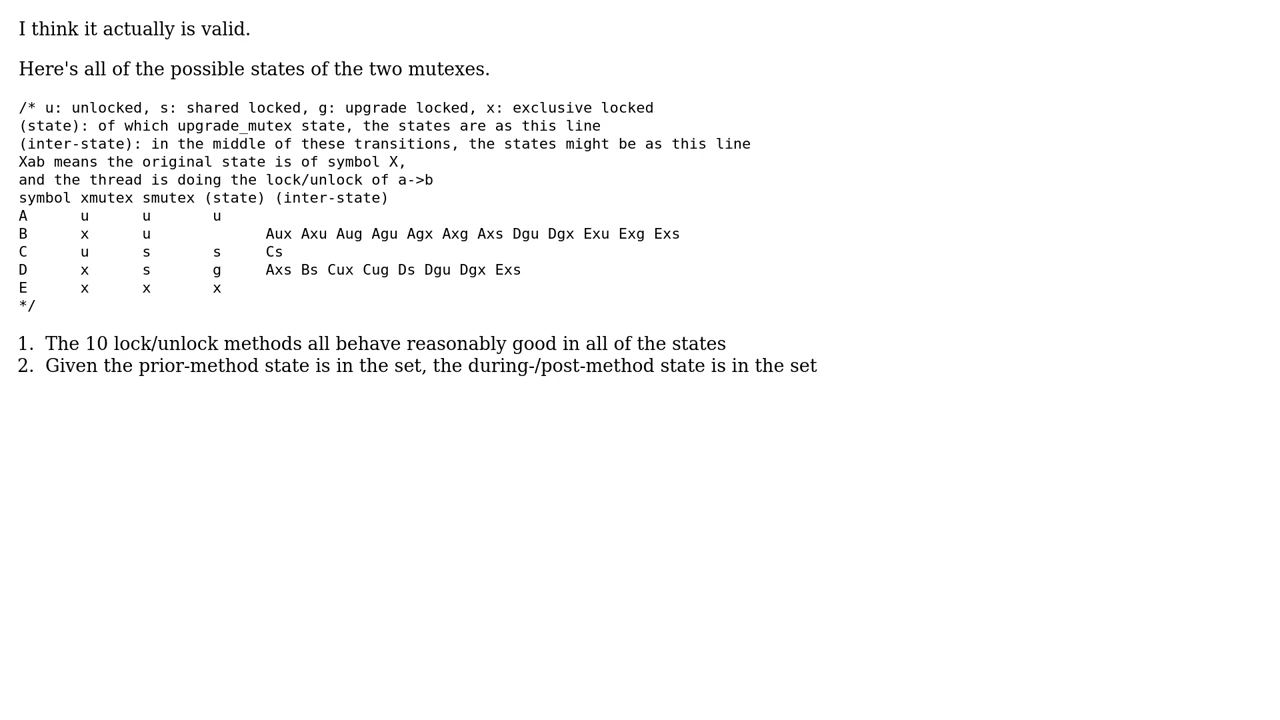 I think it actually is valid.
Here's all of the possible states of the two mutexes.
/* u: unlocked, s: shared locked, g: upgrade locked, x: exclusive locked
(state): of which upgrade_mutex state, the states are as this line
(inter-state): in the middle of these transitions, the states might be as this line
Xab means the original state is of symbol X,
and the thread is doing the lock/unlock of a->b
symbol xmutex smutex (state) (inter-state)
A      u      u       u
B      x      u             Aux Axu Aug Agu Agx Axg Axs Dgu Dgx Exu Exg Exs
C      u      s       s     Cs
D      x      s       g     Axs Bs Cux Cug Ds Dgu Dgx Exs
E      x      x       x
*/
1. The 10 lock/unlock methods all behave reasonably good in all of the states
2. Given the prior-method state is in the set, the during-/post-method state is in the set